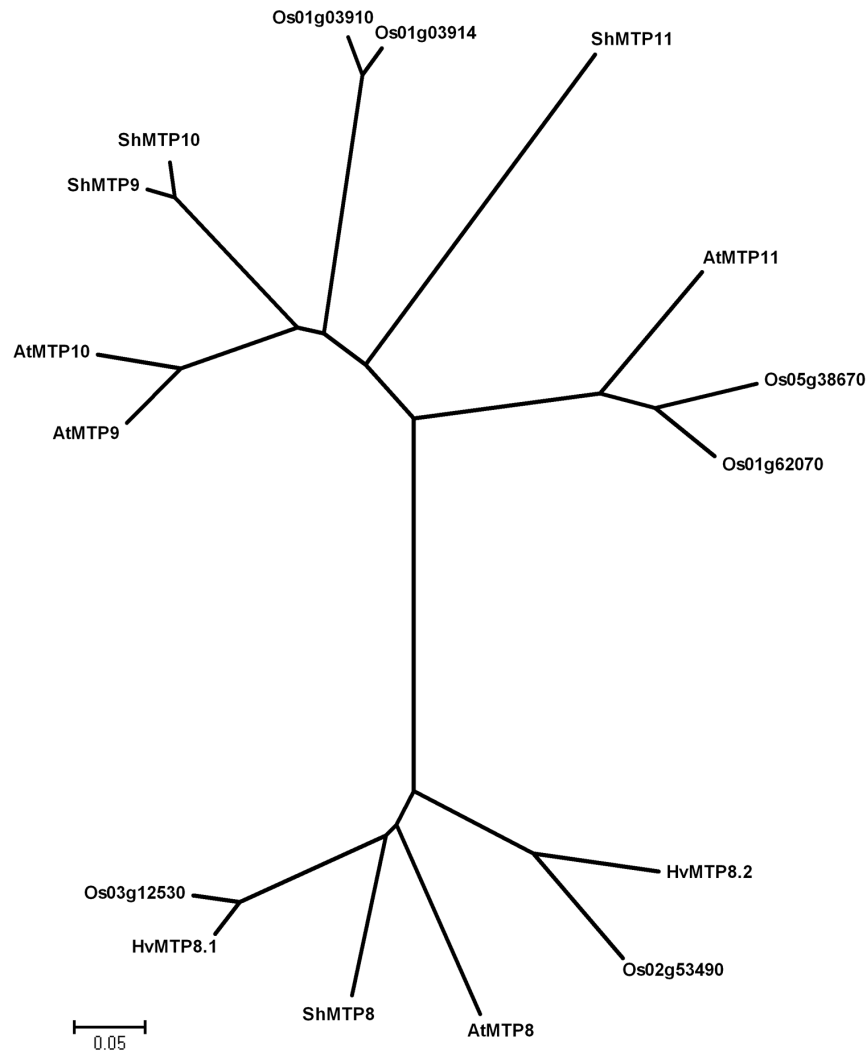 Os01g03910
Os01g03914
ShMTP11
ShMTP10
ShMTP9
AtMTP11
AtMTP10
Os05g38670
AtMTP9
Os01g62070
HvMTP8.2
Os03g12530
HvMTP8.1
Os02g53490
ShMTP8
AtMTP8
0.05